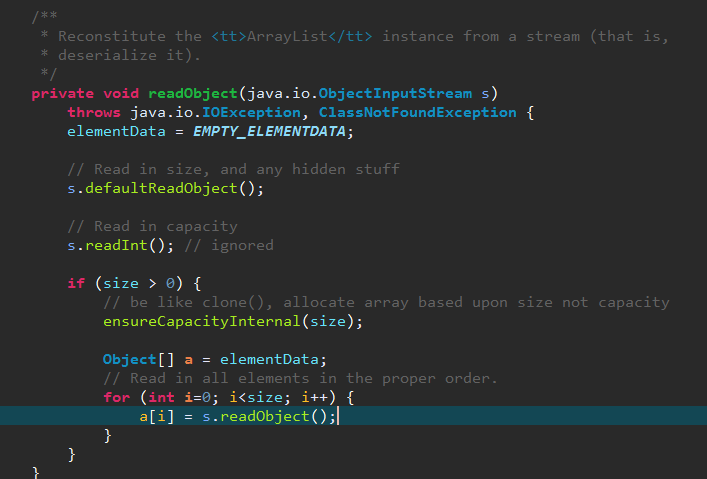 /**
 * Reconstitute the <tt>ArrayList</tt> instance from a stream (that is,
 * deserialize it).
 */
private void readObject(java.io.ObjectInputStream s)
    throws java.io.IOException, ClassNotFoundException {
    elementData = EMPTY_ELEMENTDATA;

    // Read in size, and any hidden stuff
    s.defaultReadObject();

    // Read in capacity
    s.readInt(); // ignored

    if (size > 0) {
        // be like clone(), allocate array based upon size not capacity
        ensureCapacityInternal(size);

        Object[] a = elementData;
        // Read in all elements in the proper order.
        for (int i=0; i<size; i++) {
            a[i] = s.readObject();
        }
    }
}